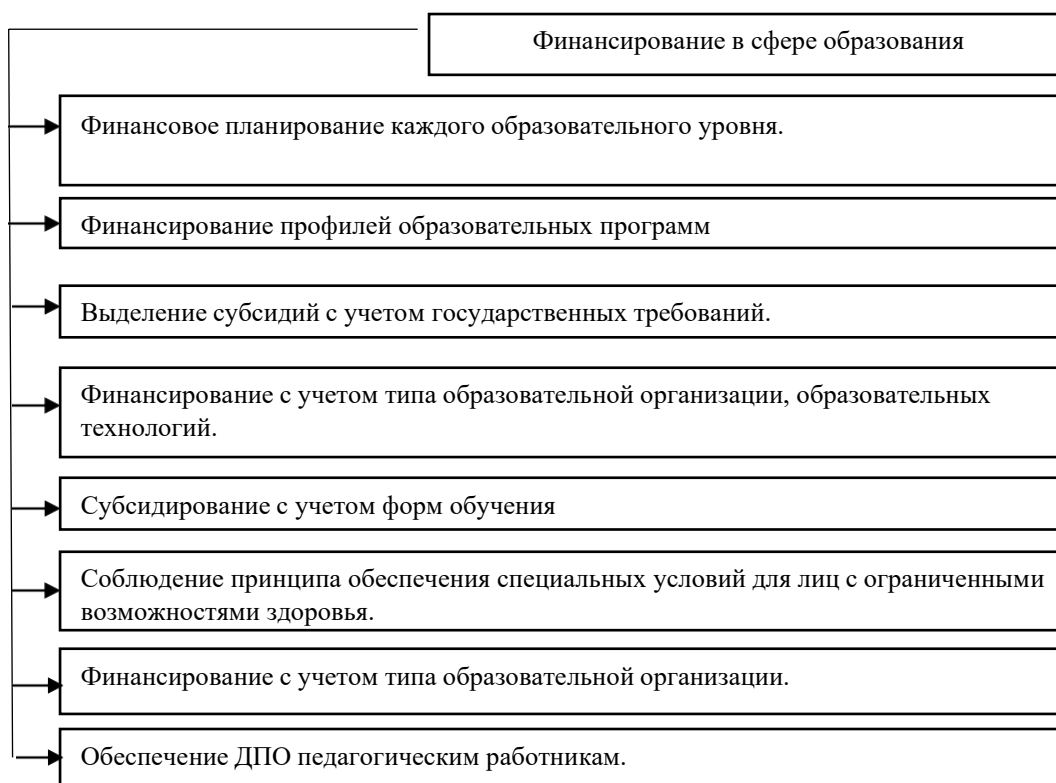 Финансирование в сфере образования
Финансовое планирование каждого образовательного уровня.
Финансирование профилей образовательных программ
Выделение субсидий с учетом государственных требований.
Финансирование с учетом типа образовательной организации, образовательных
технологий.
Субсидирование с учетом форм обучения
Соблюдение принципа обеспечения специальных условий для лиц с ограниченными
возможностями здоровья.
Финансирование с учетом типа образовательной организации.
Обеспечение ДПО педагогическим работникам.